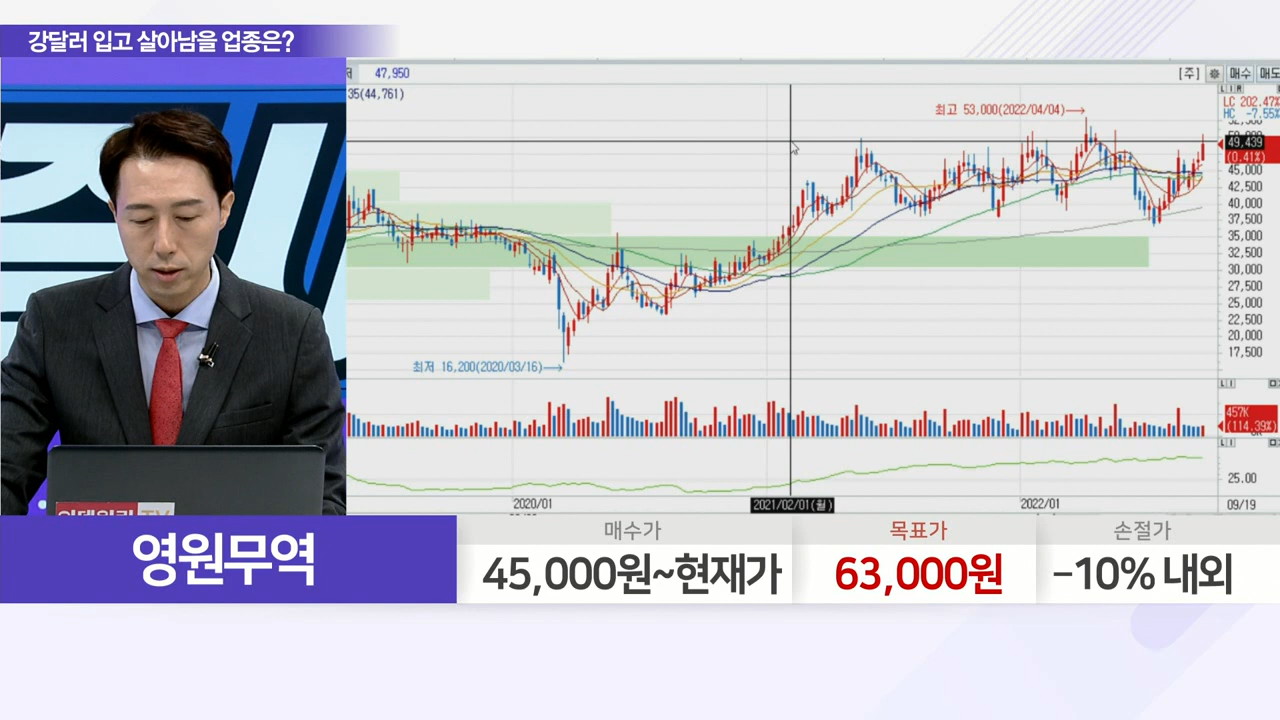 강달러 입고 살아남을 업종은?
47,950
[주]
매수
매도
35(44,761)
최고 53,000(2022/04/04)
LC 202.47%
HC -7.55%
49,439
(0.41%)
45,000
42,500
40,000
37,500
35,000
32,500
30,000
27,500
25,000
22,500
20,000
17,500
최저 16,200(2020/03/16)
457K
(114.39%)
25.00
2020/01
2021/02/01(월)
2022/01
09/19
이데일리 TV
영원무역
매수가
45,000원~현재가
목표가
63,000원
손절가
-10% 내외